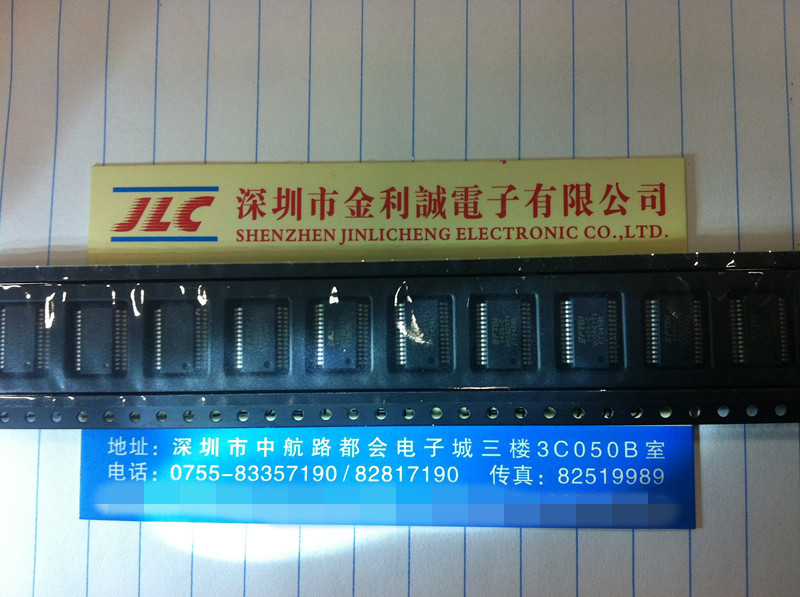 JLC 深圳市金利誠電子有限公司
SHENZHEN JINLICHENG ELECTRONIC CO.,LTD.
FTDI
地址：深圳市中航路都会电子城三楼3C050B室
电话：0755-83357190/82817190 传真：82519989